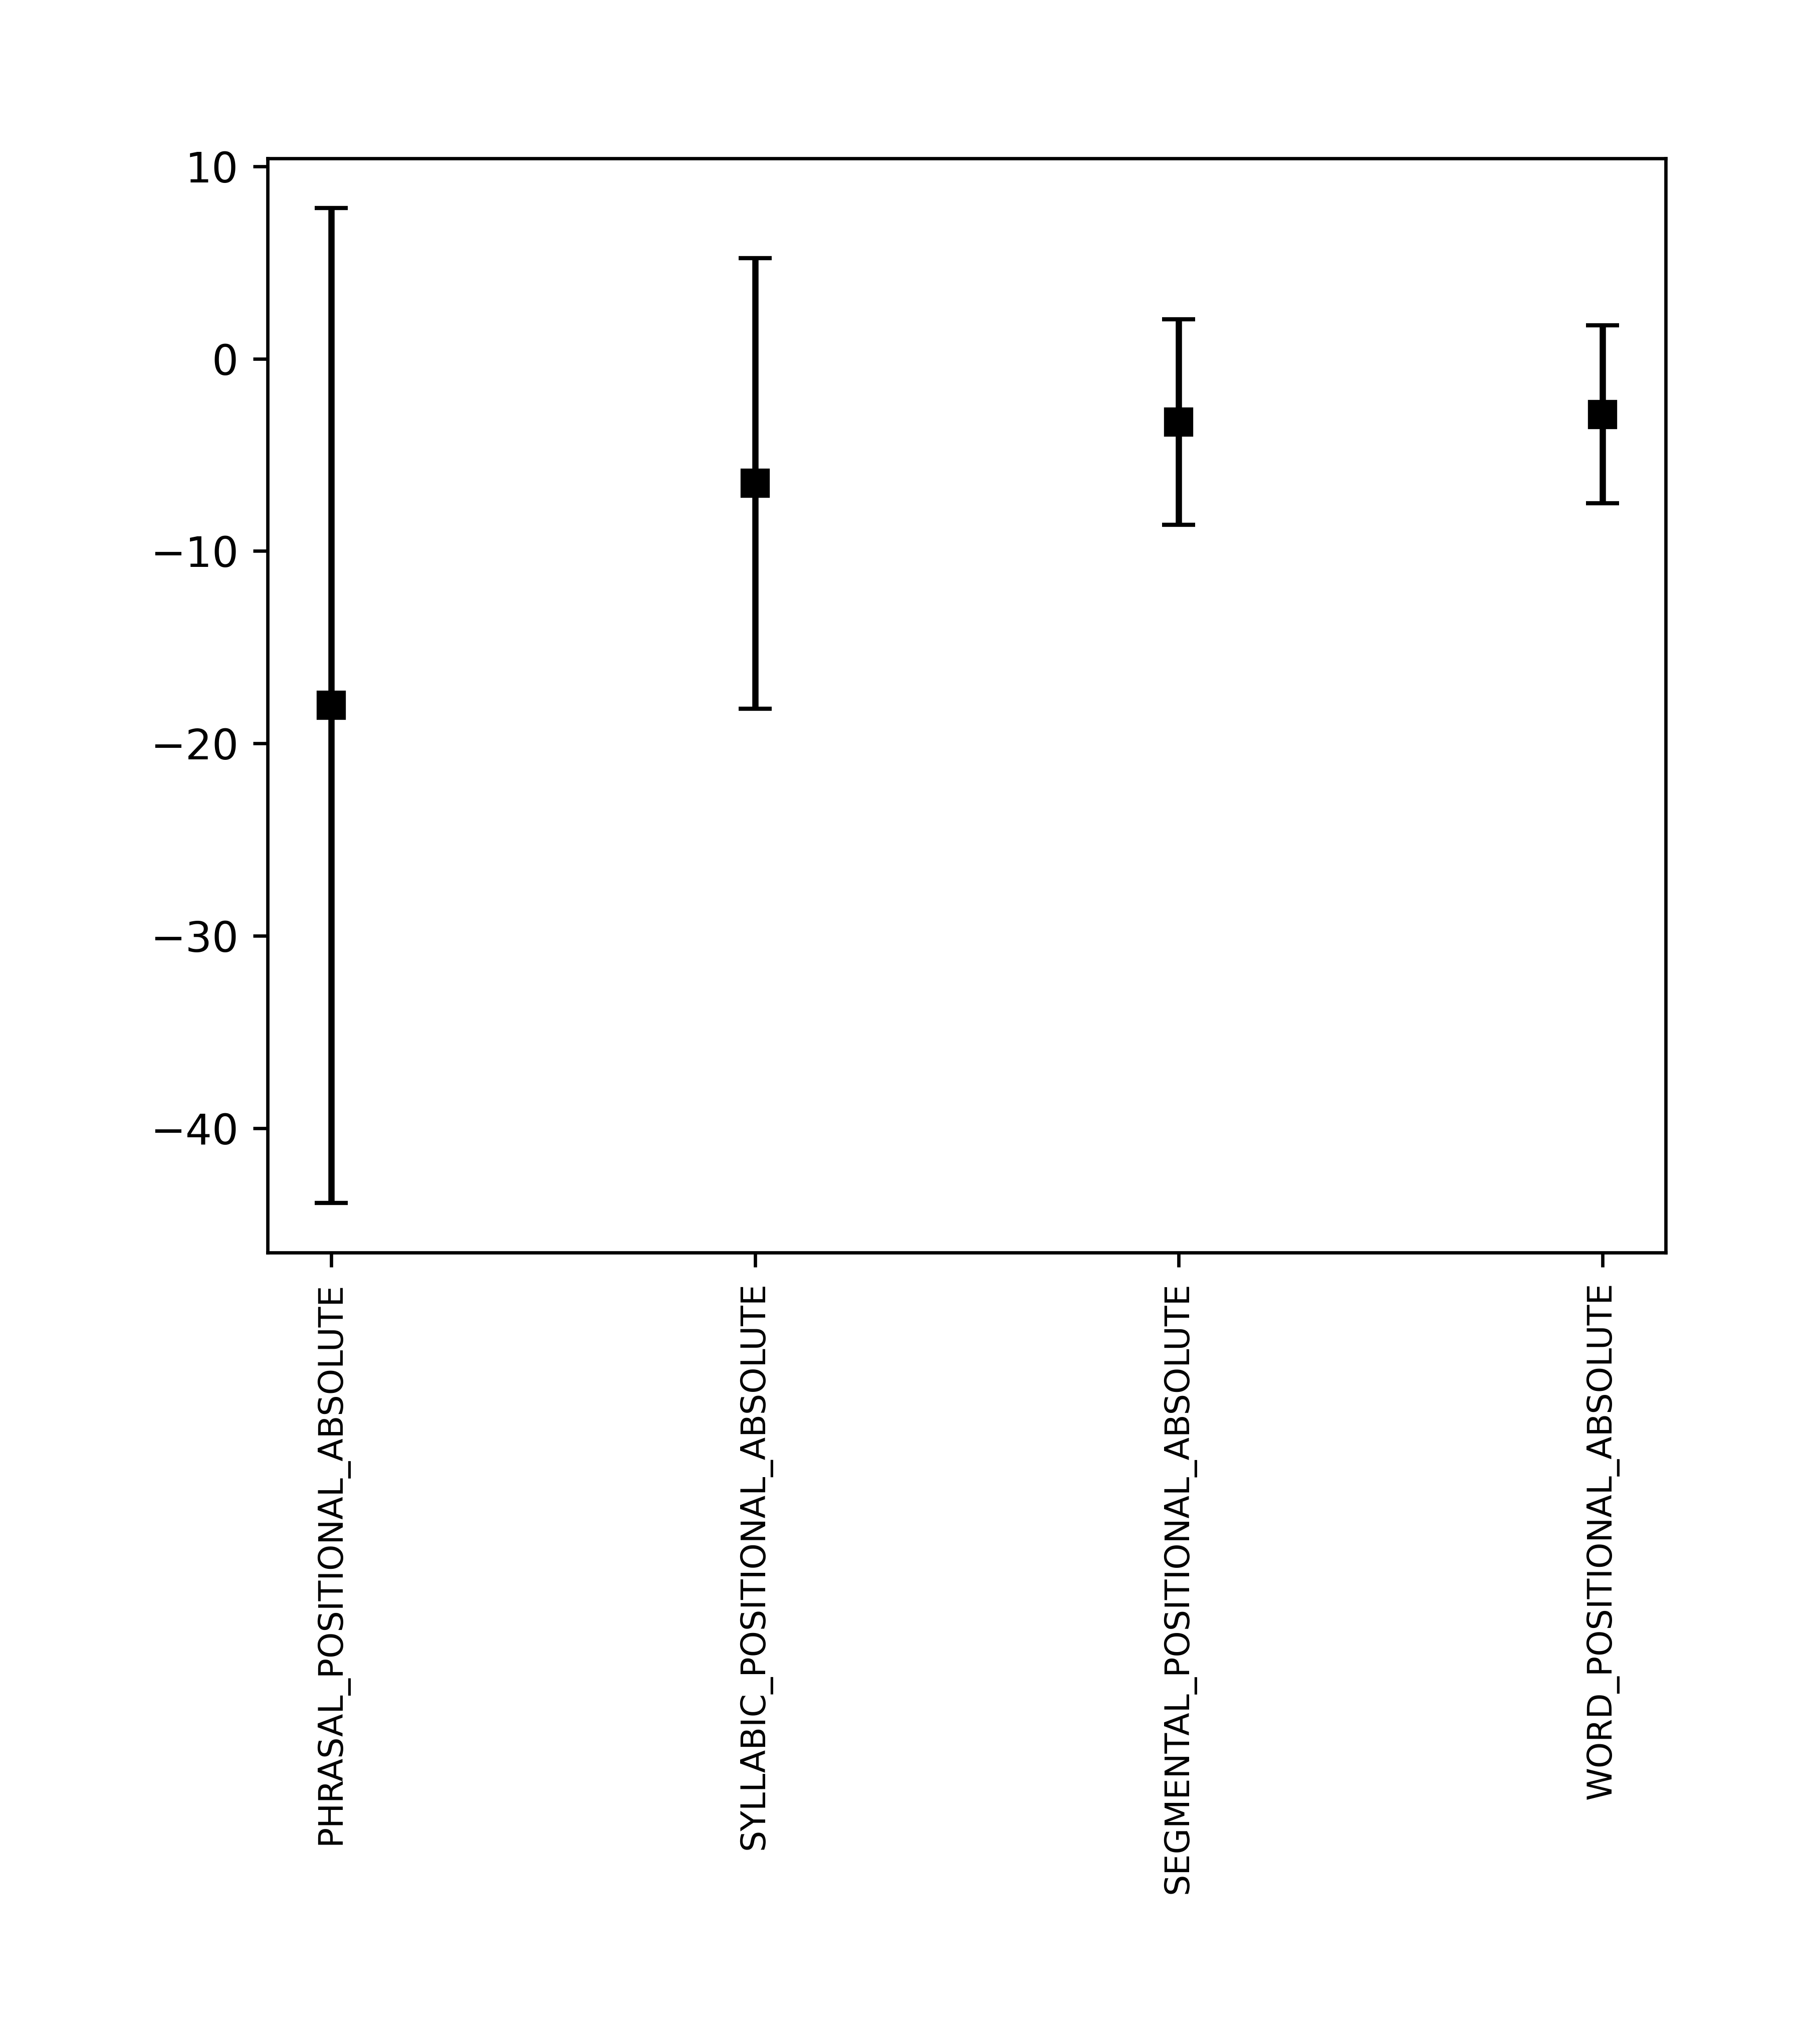 10
0
−10
−20
−30
−40
PHRASAL_POSITIONAL_ABSOLUTE
SYLLABIC_POSITIONAL_ABSOLUTE
SEGMENTAL_POSITIONAL_ABSOLUTE
WORD_POSITIONAL_ABSOLUTE